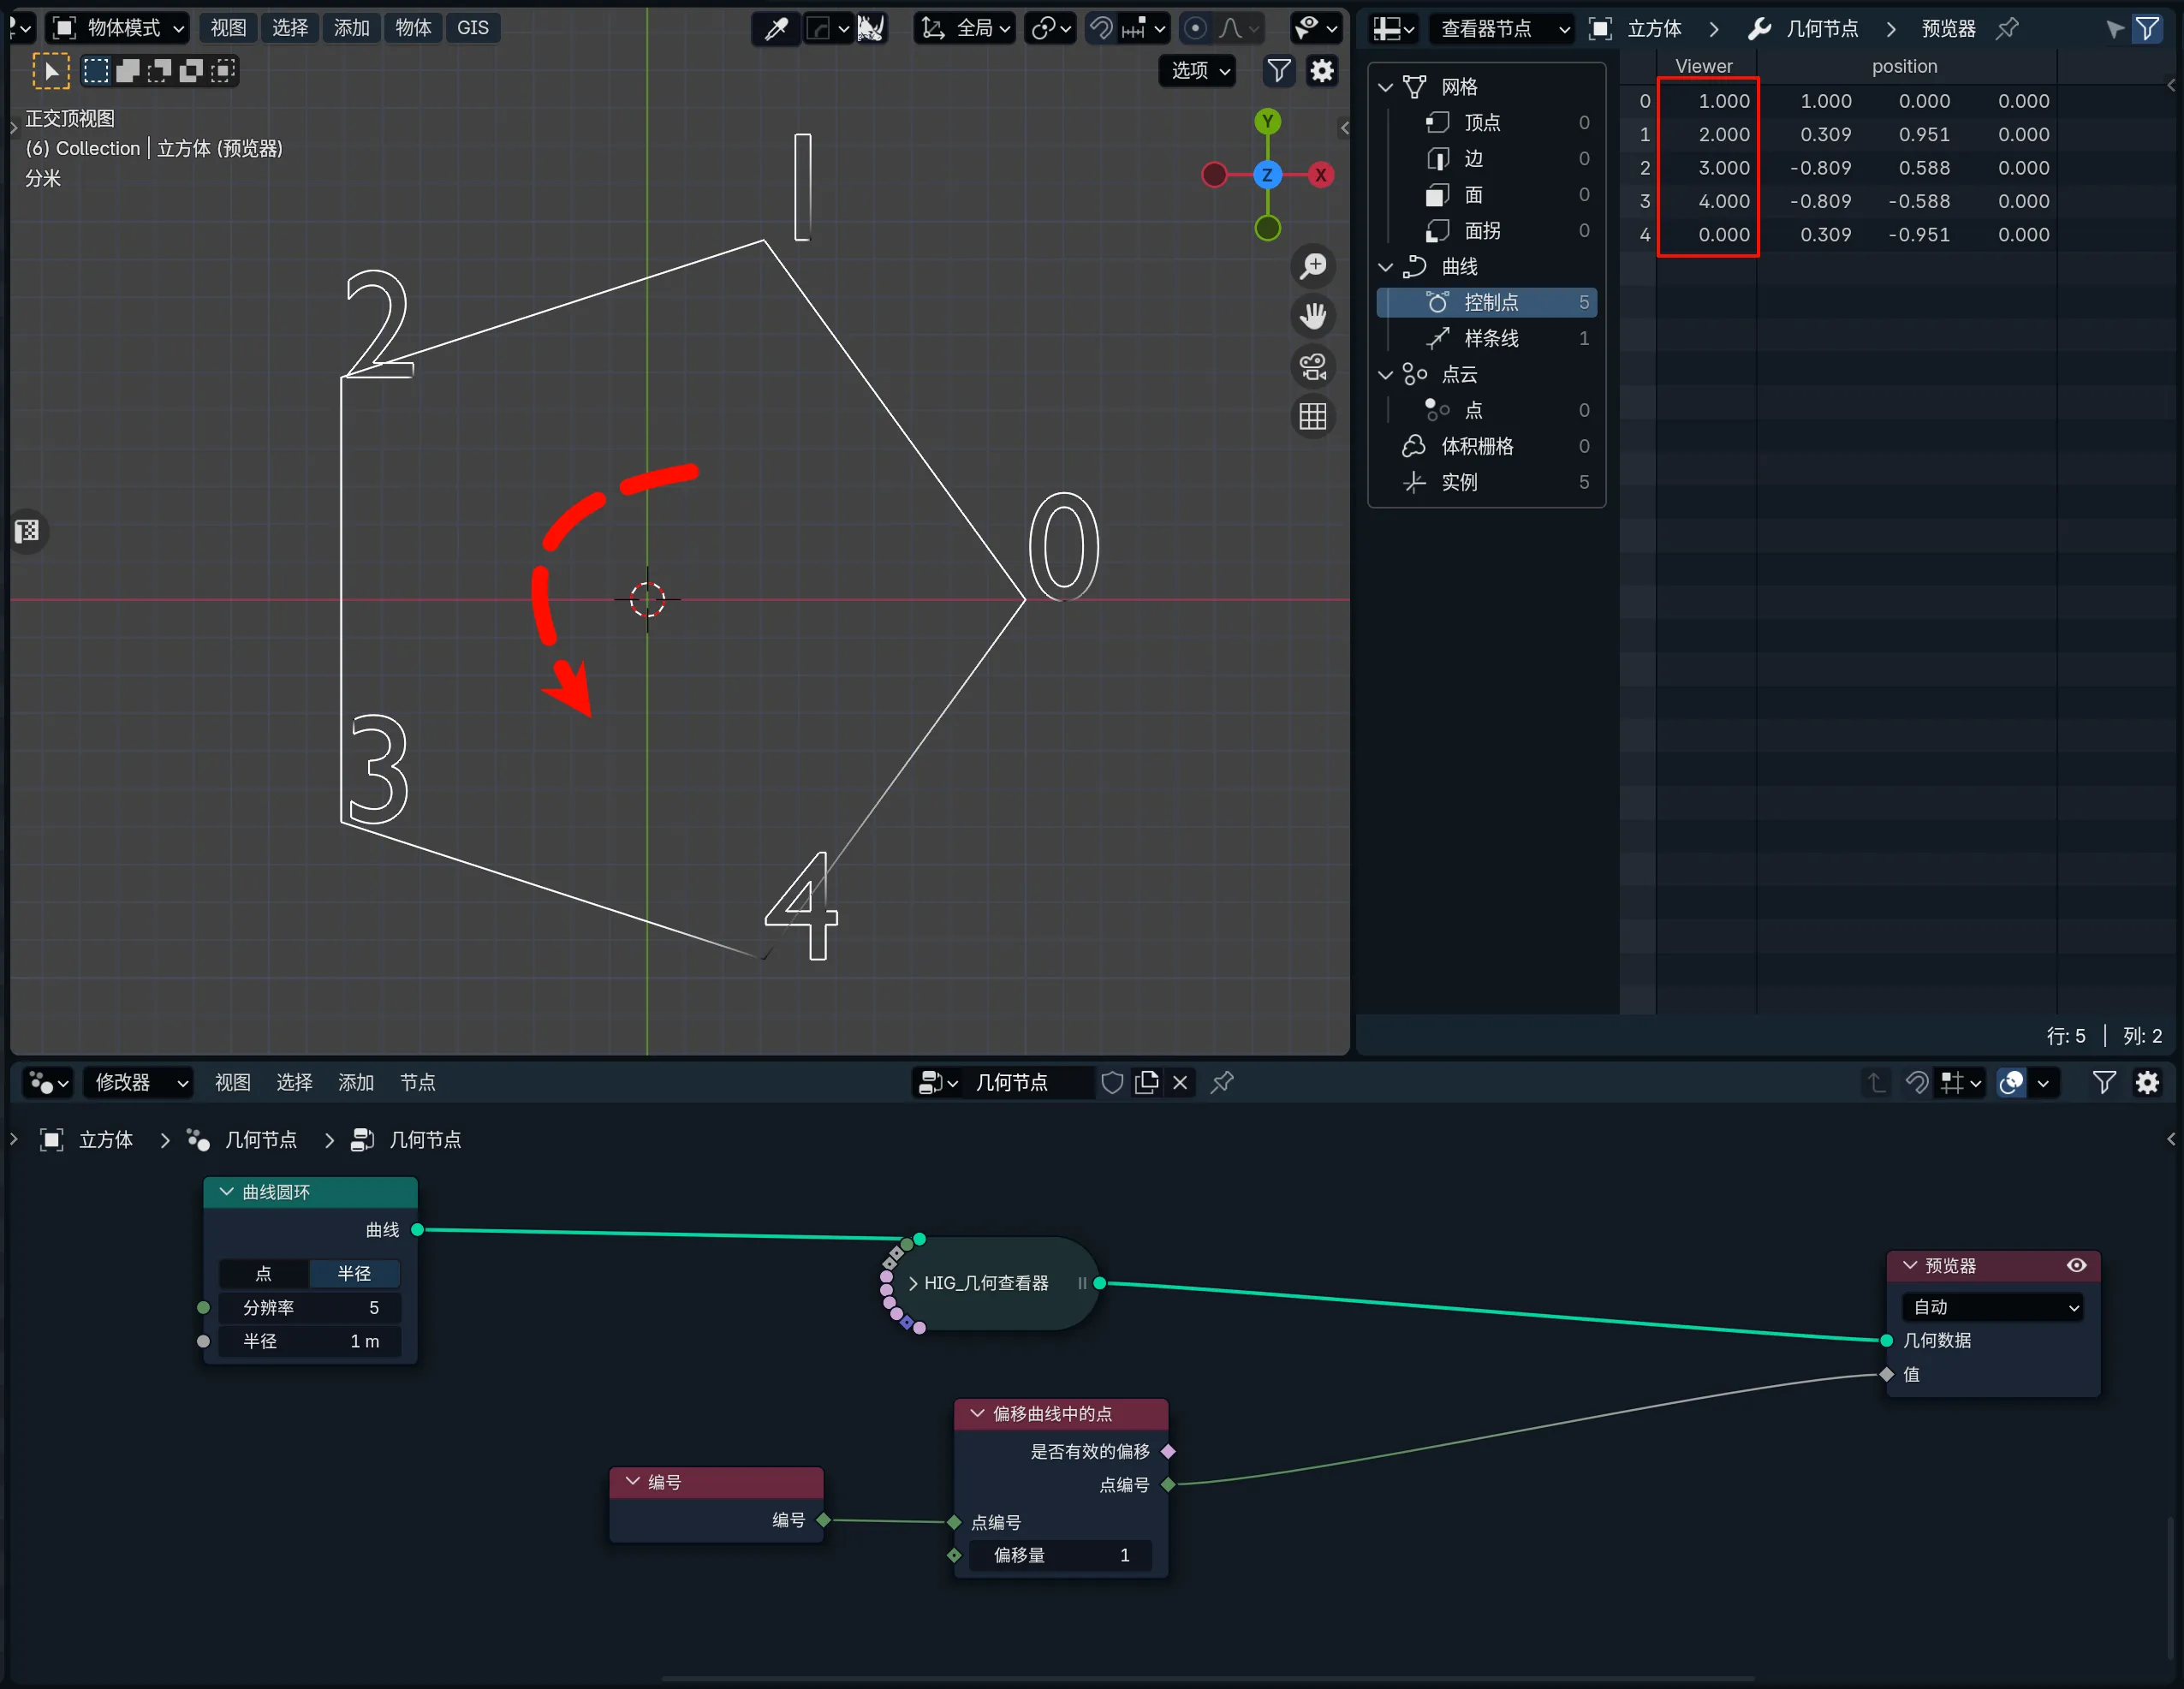 物体模式 视图 选择 添加 物体 GIS 全局
选项
正交顶视图
(6) Collection | 立方体 (预览器)
分米
Y
Z X
1
2
0
3
4
查看器节点 立方体 几何节点 预览器
网格
顶点 0
边 0
面 0
面拐 0
曲线
控制点 5
样条线 1
点云
点 0
体积栅格 0
实例 5
Viewer position
0 1.000 1.000 0.000 0.000
1 2.000 0.309 0.951 0.000
2 3.000 -0.809 0.588 0.000
3 4.000 -0.809 -0.588 0.000
4 0.000 0.309 -0.951 0.000
行: 5 | 列: 2
修改器 视图 选择 添加 节点 几何节点
立方体 几何节点 几何节点
曲线圆环
曲线
点 半径
分辨率 5
半径 1 m
HIG_几何查看器
预览器
自动
几何数据
值
偏移曲线中的点
是否有效的偏移
点编号
点编号
偏移量 1
编号
编号